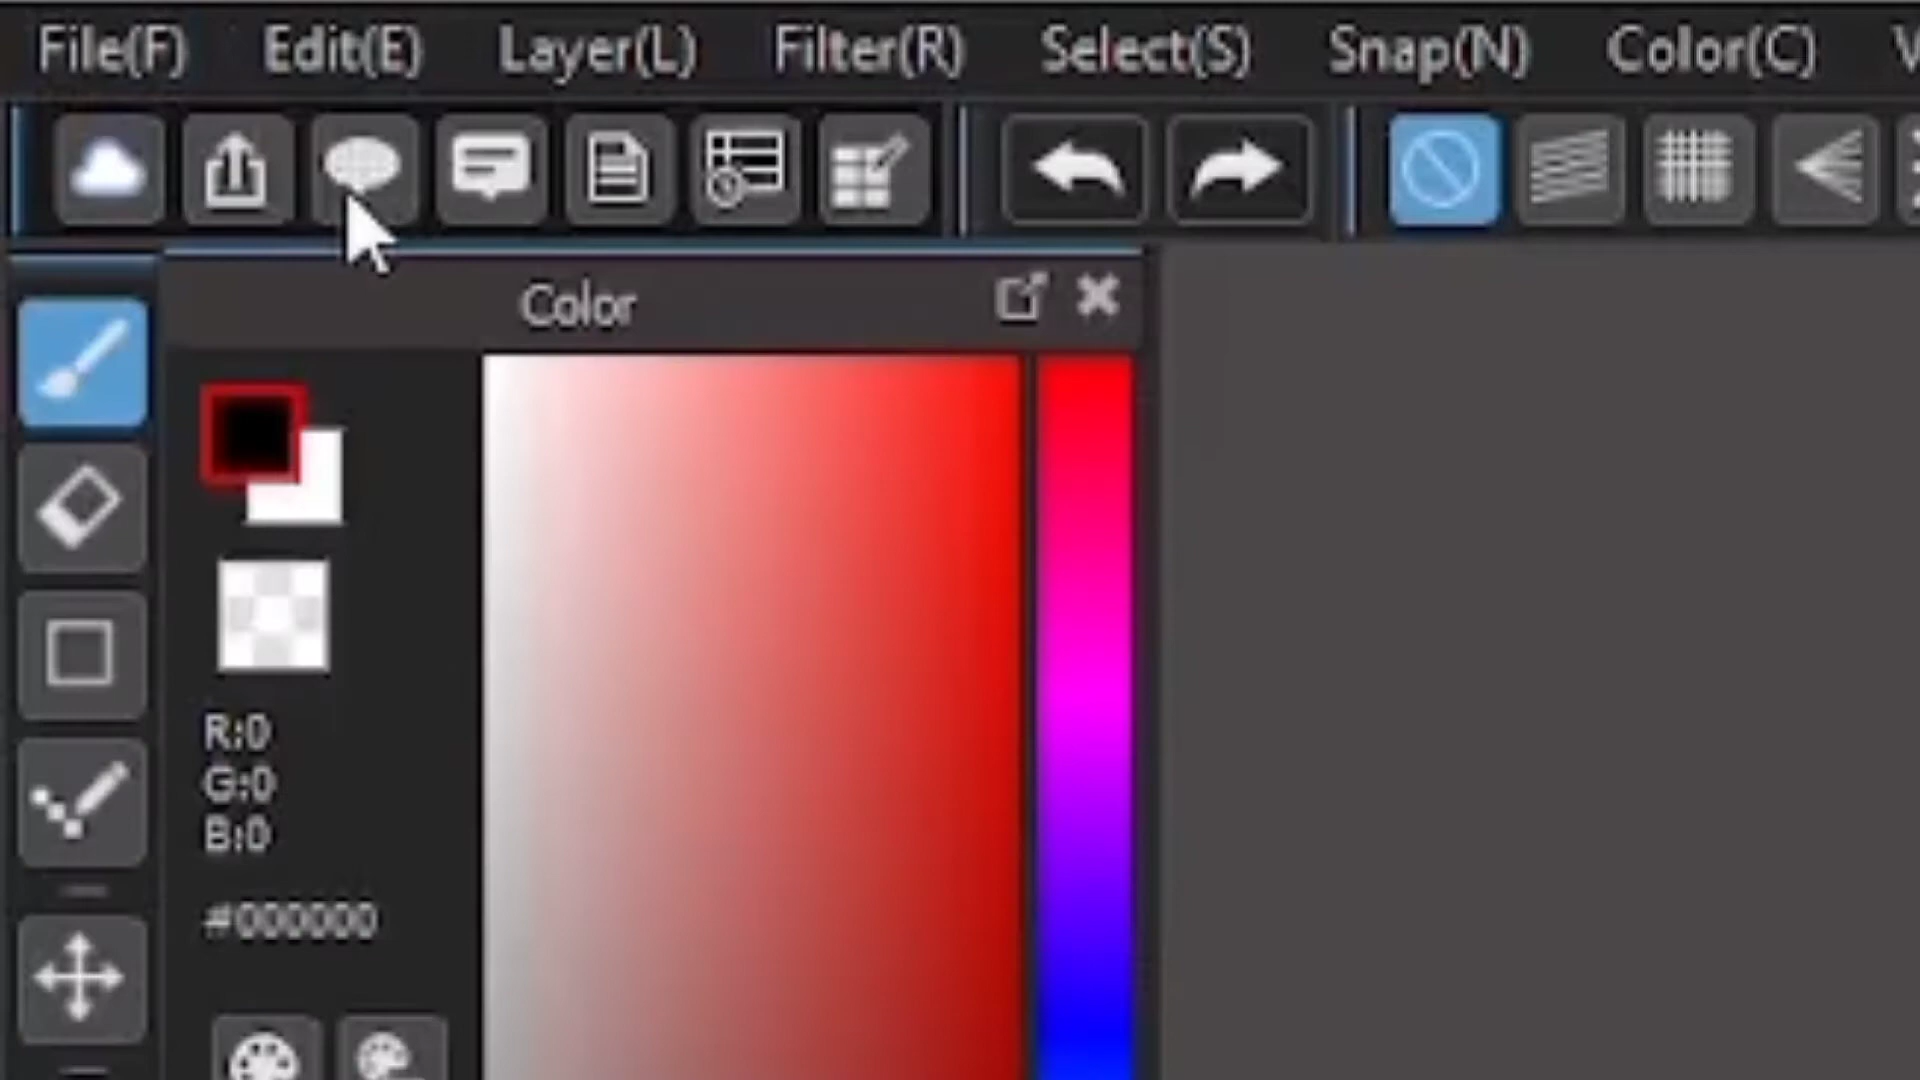 File(F) Edit(E) Layer(L) Filter(R) Select(S) Snap(N) Color(C)
Color
R:0
G:0
B:0
#000000